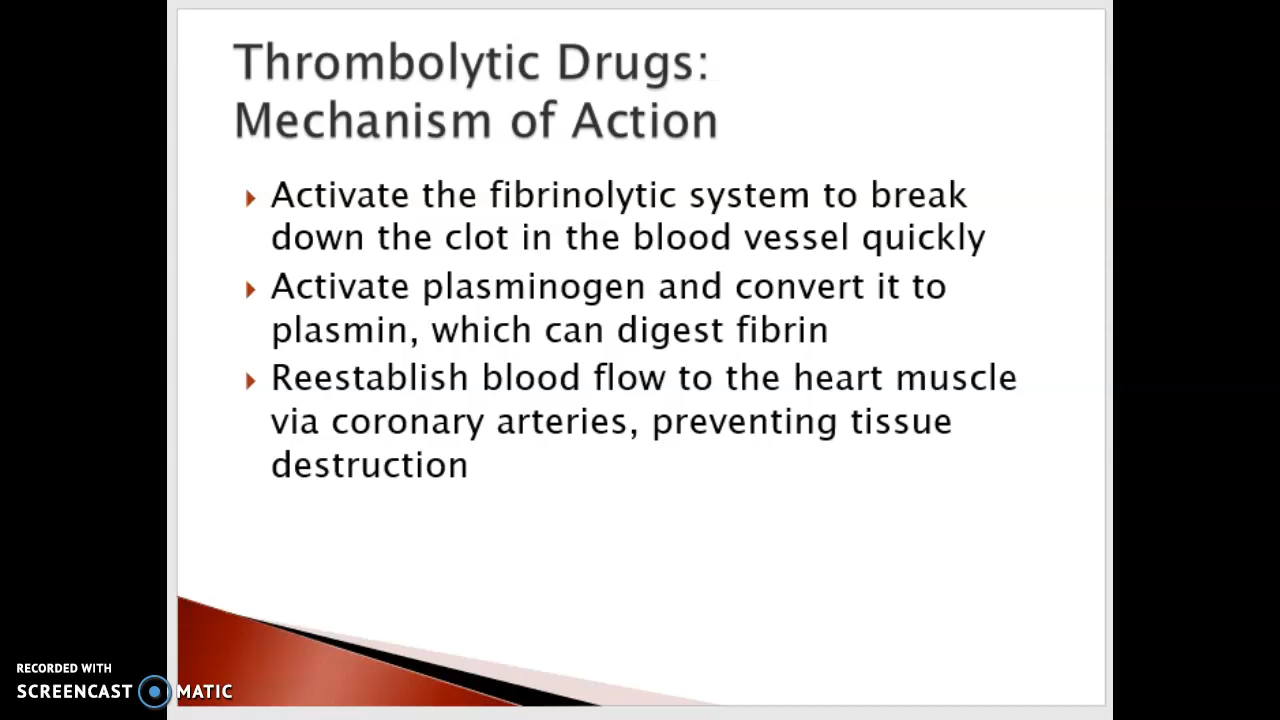 Thrombolytic Drugs:
Mechanism of Action
Activate the fibrinolytic system to break
down the clot in the blood vessel quickly
Activate plasminogen and convert it to
plasmin, which can digest fibrin
Reestablish blood flow to the heart muscle
via coronary arteries, preventing tissue
destruction
RECORDED WITH
SCREENCAST MATIC